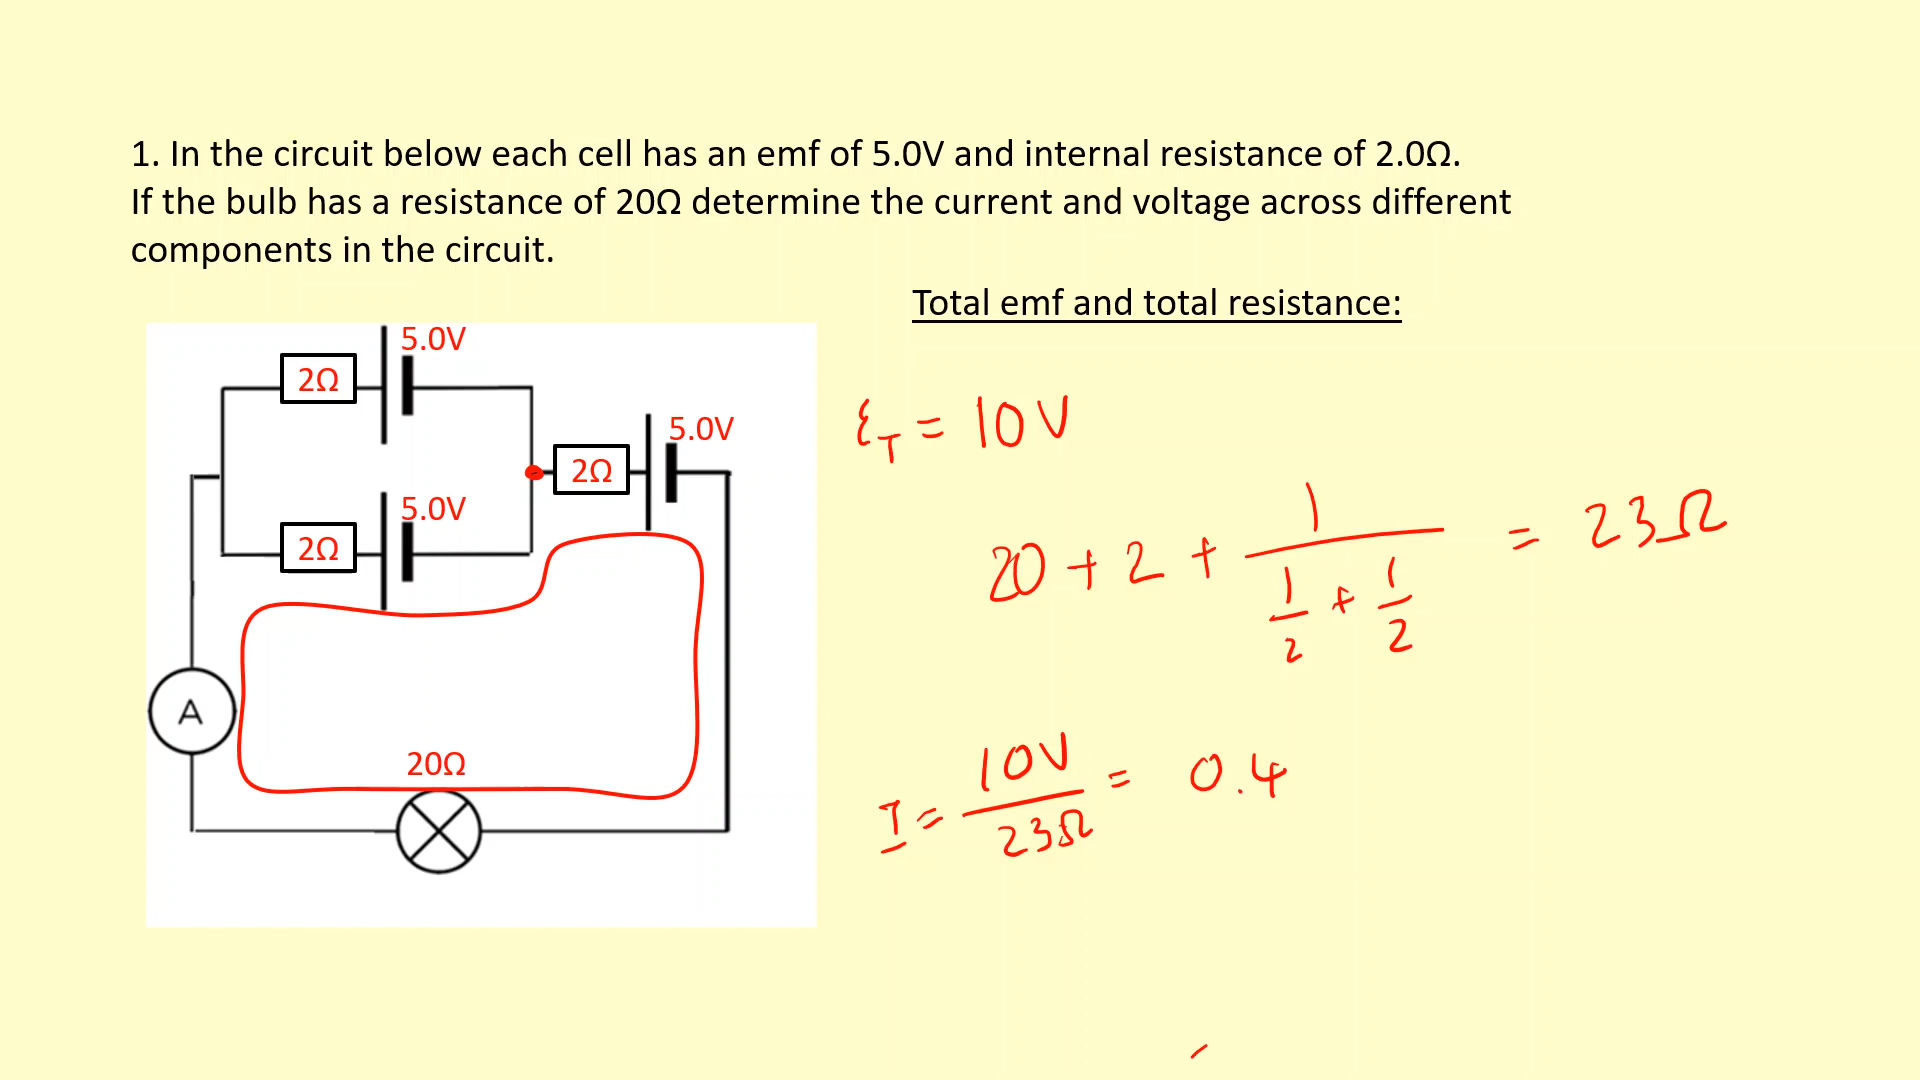 1. In the circuit below each cell has an emf of 5.0V and internal resistance of 2.0Ω.
If the bulb has a resistance of 20Ω determine the current and voltage across different
components in the circuit.
Total emf and total resistance:
5.0V
2Ω
5.0V
2Ω
5.0V
2Ω
A
20Ω
ℰT = 10V
20 + 2 + 1/(1/2 + 1/2) = 23Ω
I = 10V/23Ω = 0.4